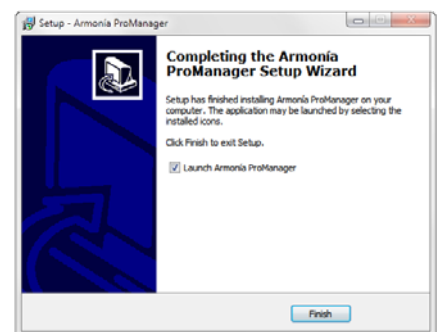 Setup - Armonía ProManager
Completing the Armonía
ProManager Setup Wizard
Setup has finished installing Armonía ProManager on your
computer. The application may be launched by selecting the
installed icons.
Click Finish to exit Setup.
Launch Armonía ProManager
Finish